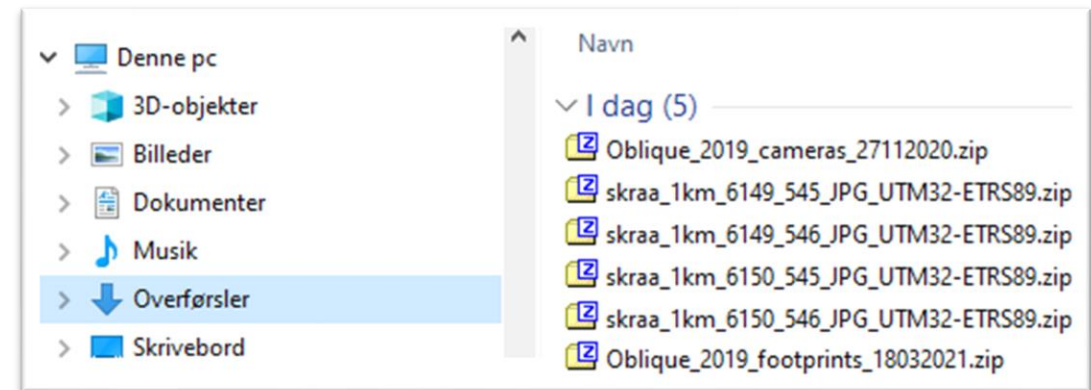 Denne pc
3D-objekter
Billeder
Dokumenter
Musik
Overførsler
Skrivebord
Navn
I dag (5)
Oblique_2019_cameras_27112020.zip
skraa_1km_6149_545_JPG_UTM32-ETRS89.zip
skraa_1km_6149_546_JPG_UTM32-ETRS89.zip
skraa_1km_6150_545_JPG_UTM32-ETRS89.zip
skraa_1km_6150_546_JPG_UTM32-ETRS89.zip
Oblique_2019_footprints_18032021.zip